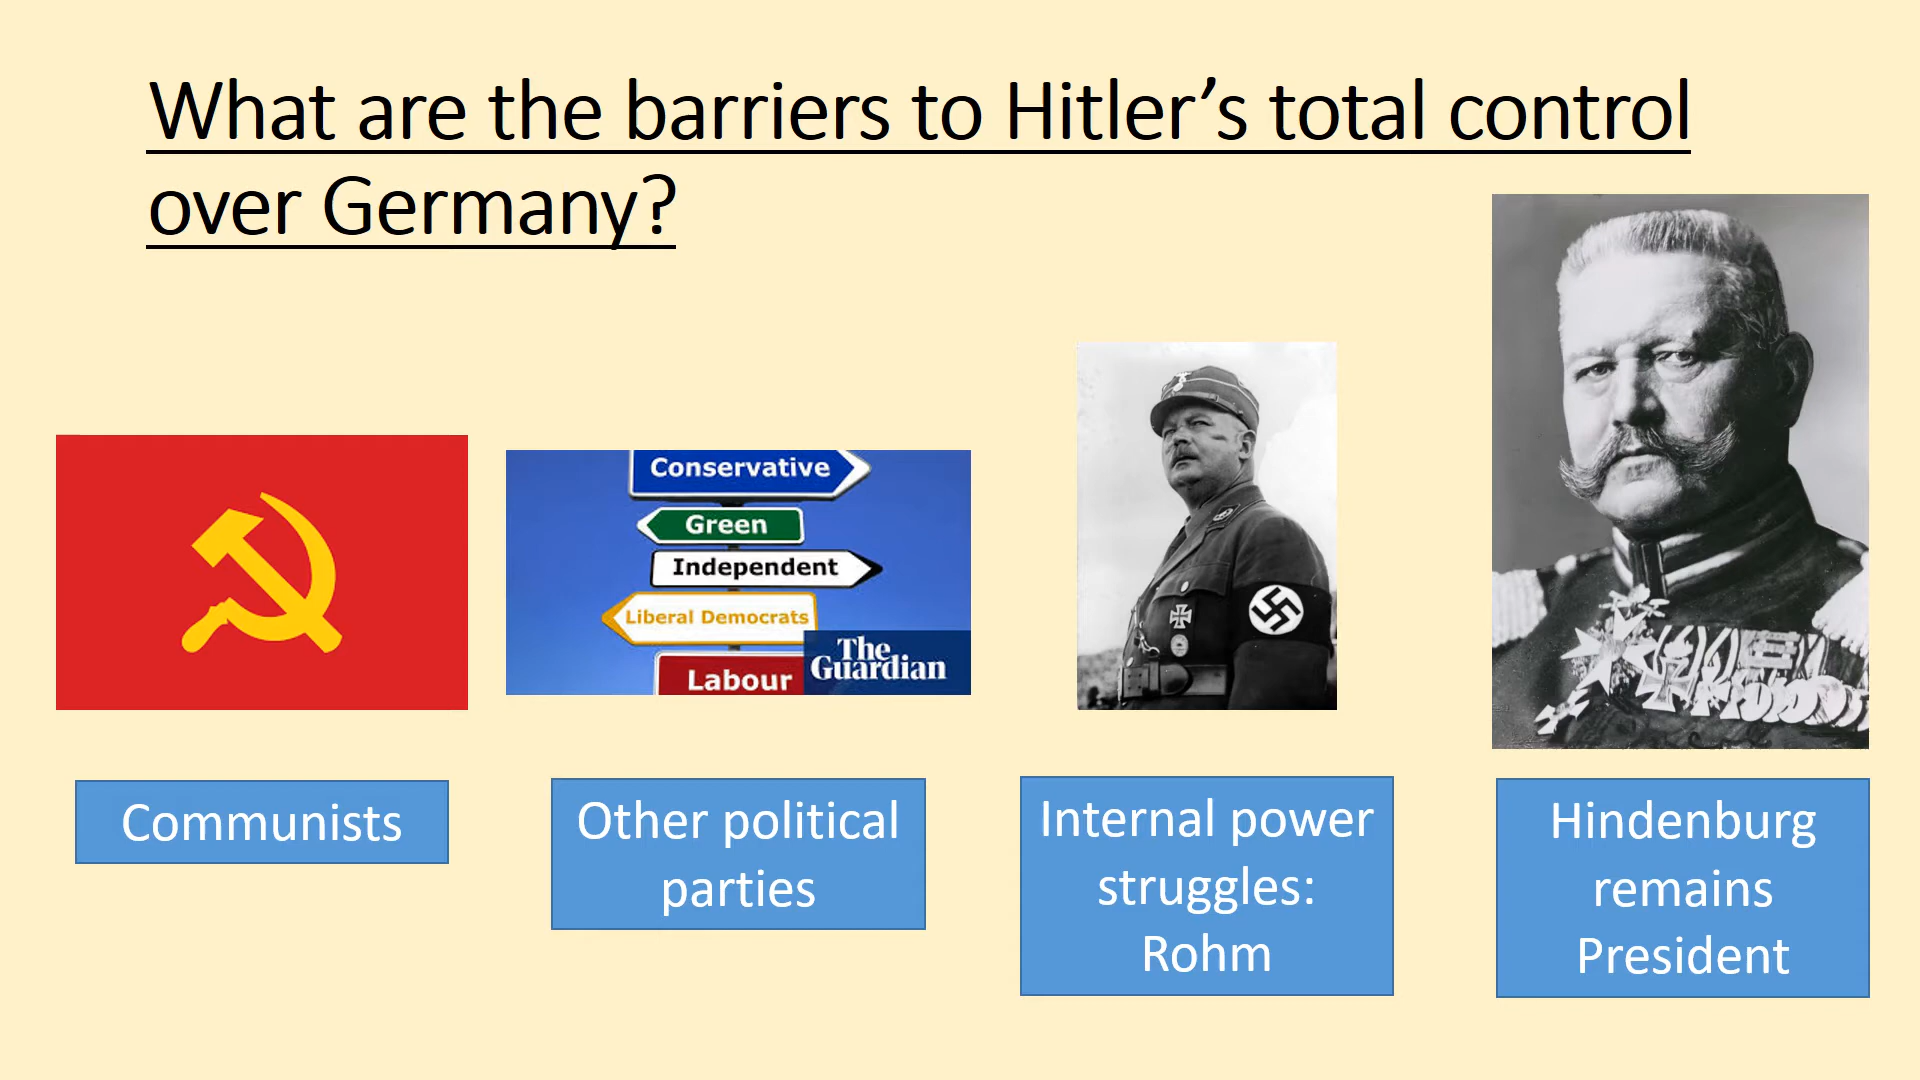 What are the barriers to Hitler’s total control
over Germany?
Conservative
Green
Independent
Liberal Democrats
Labour
The
Guardian
Communists
Other political
parties
Internal power
struggles:
Rohm
Hindenburg
remains
President